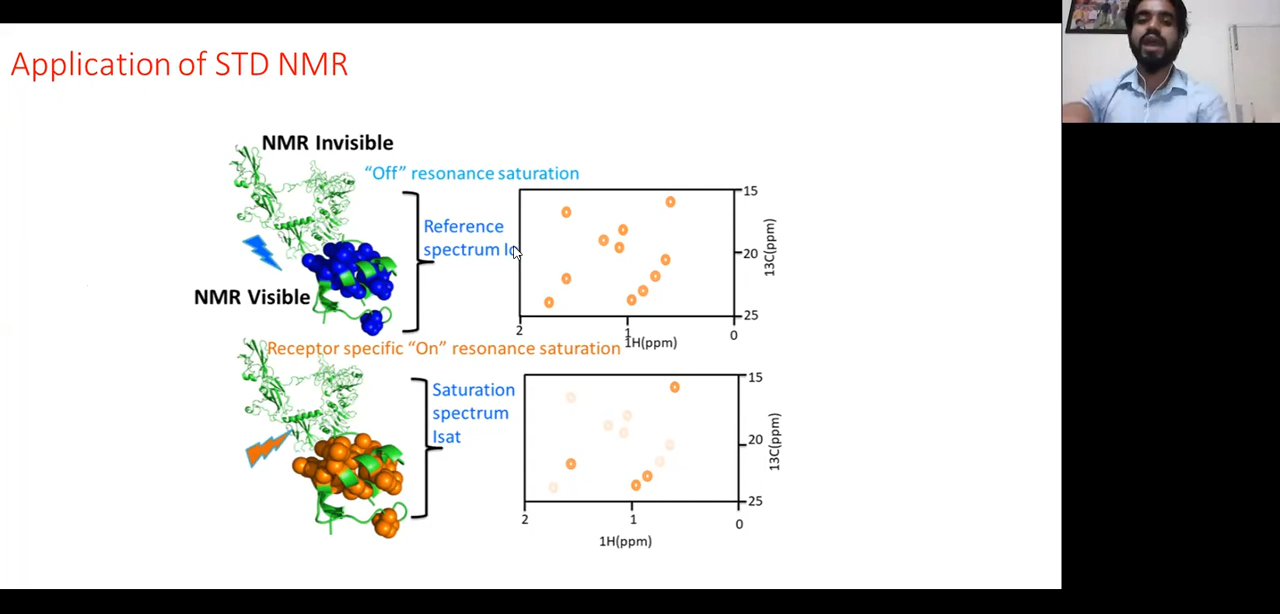 Application of STD NMR
NMR Invisible
“Off” resonance saturation
Reference
spectrum
NMR Visible
15
20
25
13C(ppm)
2
1
0
1H(ppm)
Receptor specific “On” resonance saturation
Saturation
spectrum
Isat
15
20
25
13C(ppm)
2
1
0
1H(ppm)